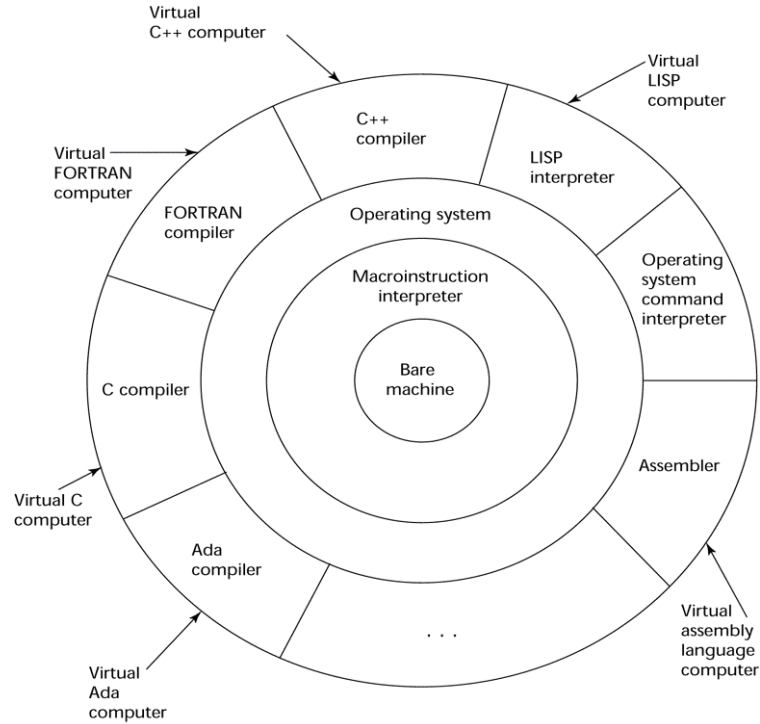 Virtual
C++ computer
Virtual
LISP
computer
C++
compiler
Virtual
FORTRAN
computer
LISP
interpreter
FORTRAN
compiler
Operating system
Operating
system
command
interpreter
Macroinstruction
interpreter
Bare
machine
C compiler
Assembler
Virtual C
computer
Ada
compiler
. . .
Virtual
assembly
language
computer
Virtual
Ada
computer